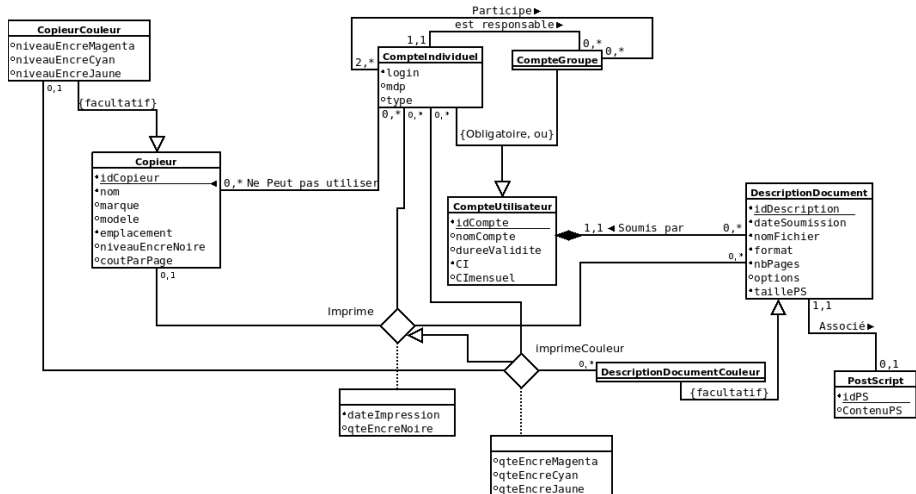 Participe ▶
est responsable ▶
1,1
0,*
0,*
2,*
CopieurCouleur
niveauEncreMagenta
niveauEncreCyan
niveauEncreJaune
0,1
{facultatif}
CompteIndividuel
login
mdp
type
0,*
0,*
0,*
CompteGroupe
{Obligatoire, ou}
Copieur
idCopieur
nom
marque
modele
emplacement
niveauEncreNoire
coutParPage
0,1
◀ 0,* Ne Peut pas utiliser
CompteUtilisateur
idCompte
nomCompte
dureeValidite
CI
CImensuel
1,1 ◀ Soumis par 0,*
0,*
DescriptionDocument
idDescription
dateSoumission
nomFichier
format
nbPages
options
taillePS
1,1
Associé ▶
0,1
PostScript
idPS
ContenuPS
Imprime
imprimeCouleur
0,*
DescriptionDocumentCouleur
{facultatif}
dateImpression
qteEncreNoire
qteEncreMagenta
qteEncreCyan
qteEncreJaune